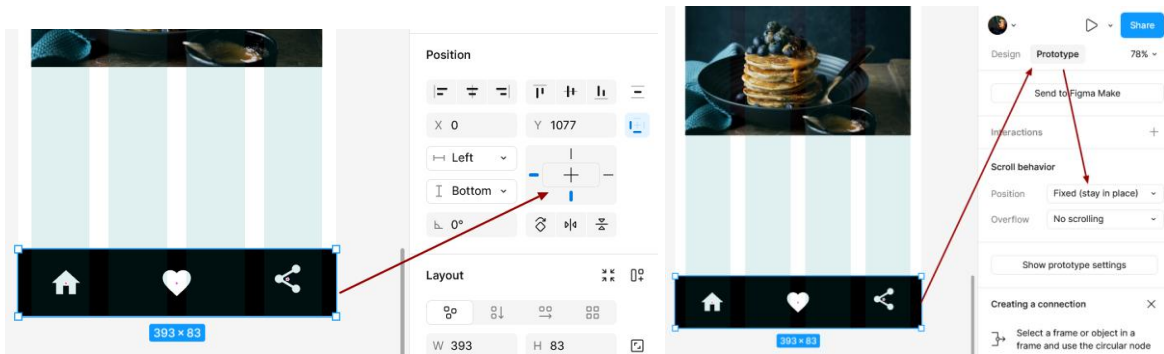 Position
X 0
Y 1077
Left
Bottom
0°
Layout
W 393
H 83
393 × 83
Share
Design
Prototype
78%
Send to Figma Make
Interactions
Scroll behavior
Position
Fixed (stay in place)
Overflow
No scrolling
Show prototype settings
Creating a connection
Select a frame or object in a
frame and use the circular node
393 × 83